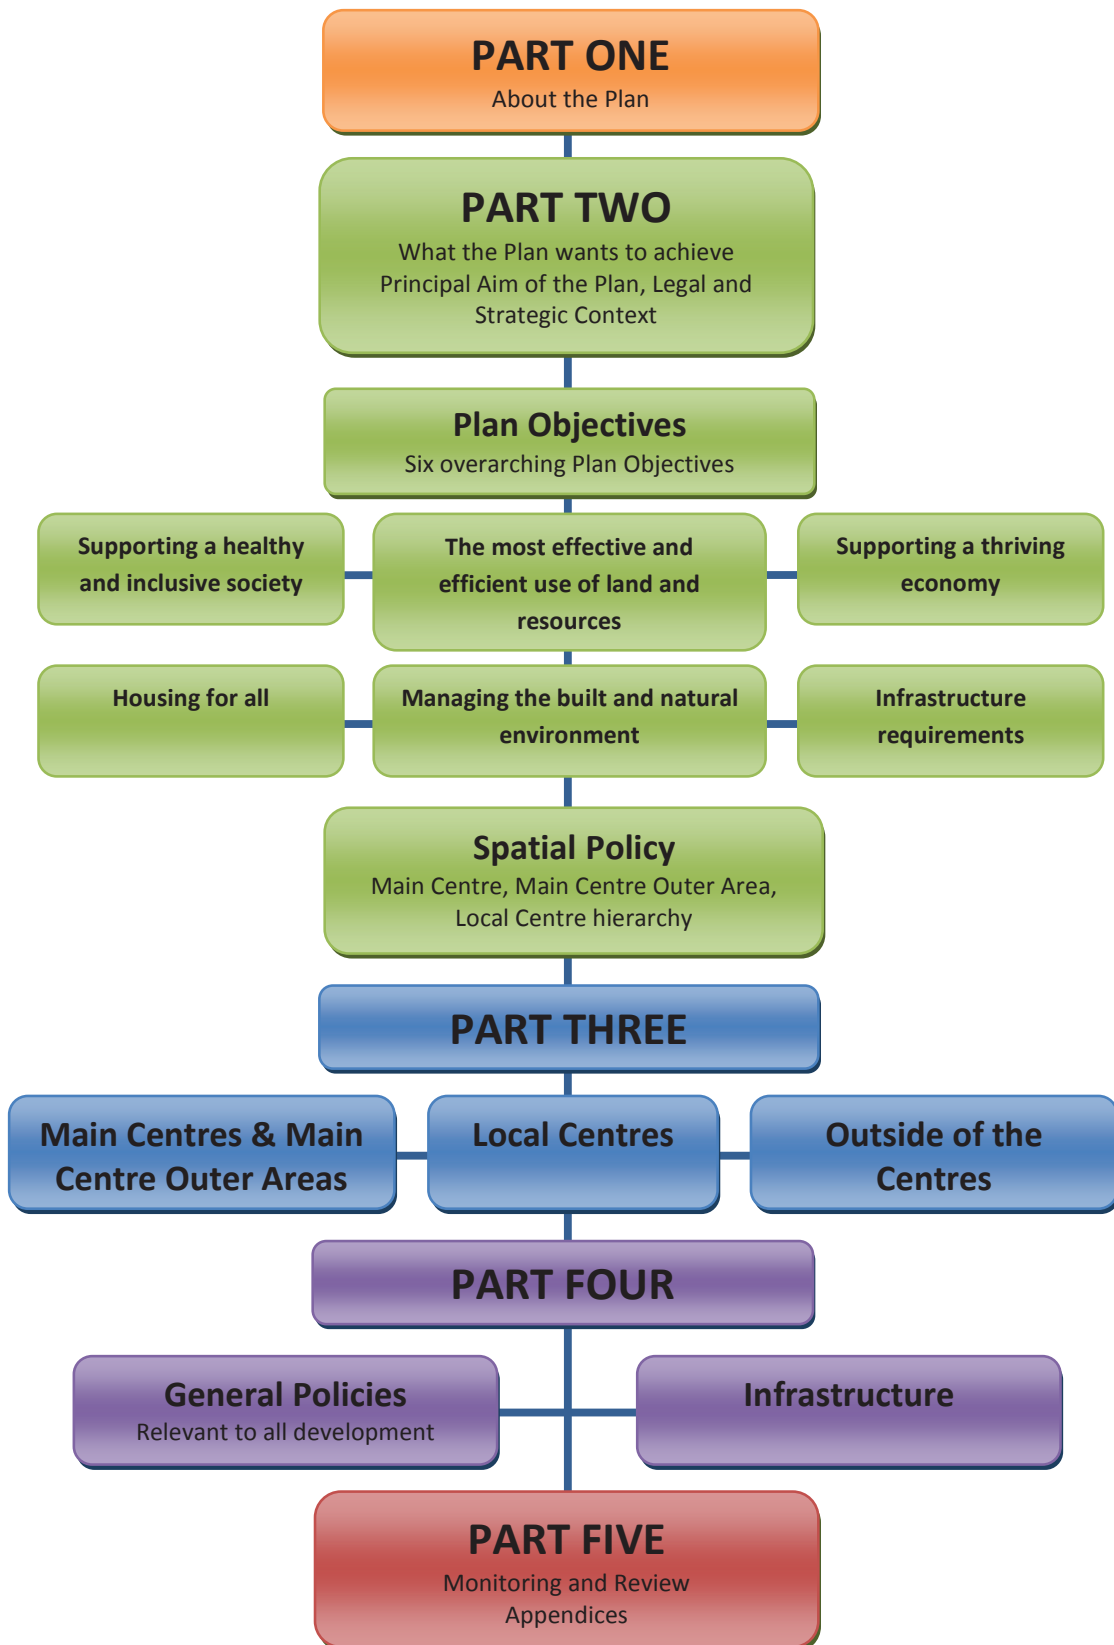 PART ONE
About the Plan
PART TWO
What the Plan wants to achieve
Principal Aim of the Plan, Legal and
Strategic Context
Plan Objectives
Six overarching Plan Objectives
Supporting a healthy
and inclusive society
The most effective and
efficient use of land and
resources
Supporting a thriving
economy
Housing for all
Managing the built and natural
environment
Infrastructure
requirements
Spatial Policy
Main Centre, Main Centre Outer Area,
Local Centre hierarchy
PART THREE
Main Centres & Main
Centre Outer Areas
Local Centres
Outside of the
Centres
PART FOUR
General Policies
Relevant to all development
Infrastructure
PART FIVE
Monitoring and Review
Appendices